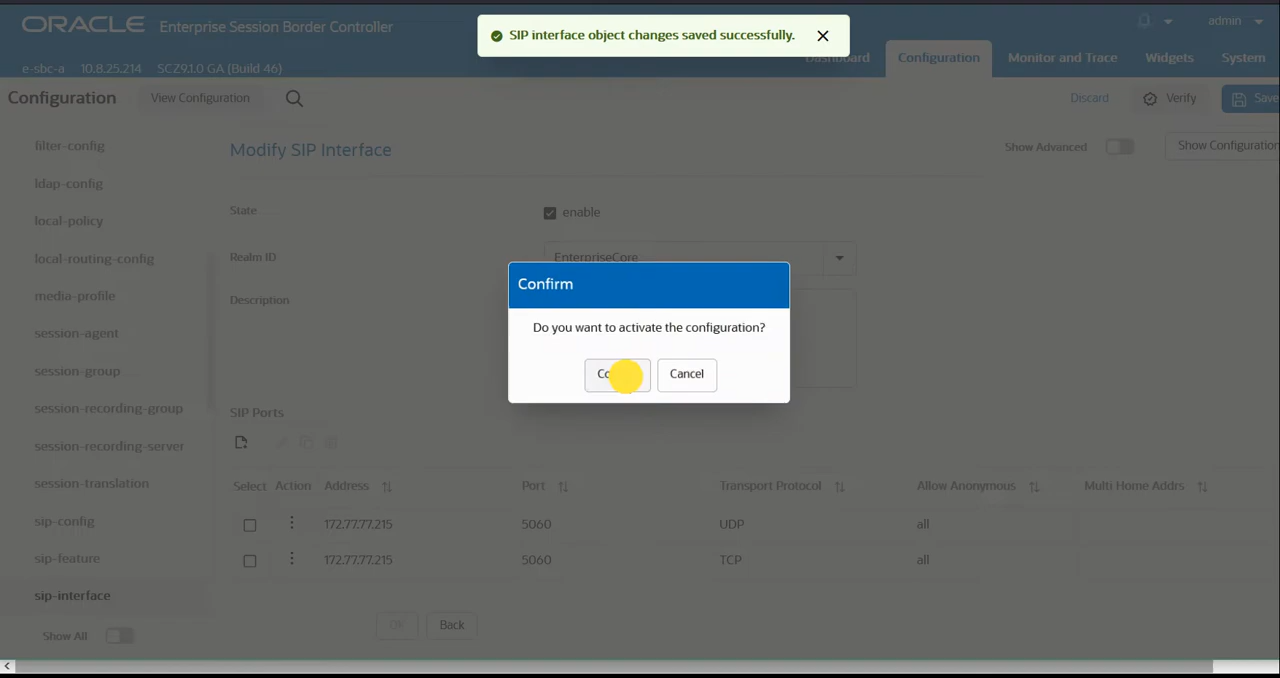 ORACLE Enterprise Session Border Controller
SIP interface object changes saved successfully.
admin
e-sbc-a 10.8.25.214 SCZ9.1.0 GA (Build 46)
Dashboard Configuration Monitor and Trace Widgets System
Configuration View Configuration
Discard Verify Save
filter-config
ldap-config
local-policy
local-routing-config
media-profile
session-agent
session-group
session-recording-group
session-recording-server
session-translation
sip-config
sip-feature
sip-interface
Show All
Modify SIP Interface
Show Advanced Show Configuration
State enable
Realm ID EnterpriseCore
Description
Confirm
Do you want to activate the configuration?
Cancel
SIP Ports
Select Action Address Port Transport Protocol Allow Anonymous Multi Home Addrs
172.77.77.215 5060 UDP all
172.77.77.215 5060 TCP all
OK Back